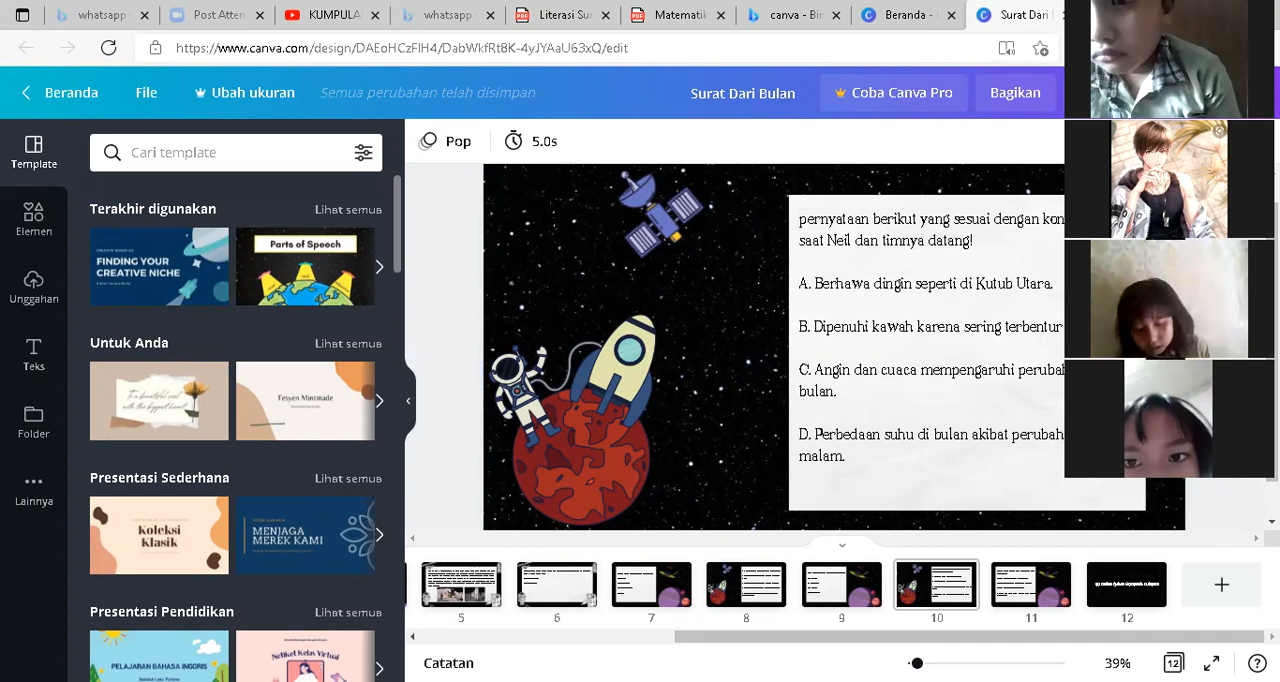 whatsapp
Post Atten
KUMPULA
whatsapp
Literasi Su
Matematik
canva - Bin
Beranda -
Surat Dari
https://www.canva.com/design/DAEoHCzFlH4/DabWkfRt8K-4yJYAaU63xQ/edit
Beranda File Ubah ukuran Semua perubahan telah disimpan Surat Dari Bulan Coba Canva Pro Bagikan
Template
Elemen
Unggahan
Teks
Folder
Lainnya
Cari template
Terakhir digunakan Lihat semua
FINDING YOUR
CREATIVE NICHE
Parts of Speech
Untuk Anda Lihat semua
Fesyen Mintmade
Presentasi Sederhana Lihat semua
Koleksi
Klasik
MENJAGA
MEREK KAMI
Presentasi Pendidikan Lihat semua
PELAJARAN BAHASA INGGRIS
Netiket Kelas Virtual
Pop 5.0s
pernyataan berikut yang sesuai dengan kon
saat Neil dan timnya datang!
A. Berhawa dingin seperti di Kutub Utara.
B. Dipenuhi kawah karena sering terbentur
C. Angin dan cuaca mempengaruhi perubah
bulan.
D. Perbedaan suhu di bulan akibat perubah
malam.
5 6 7 8 9 10 11 12
Catatan 39% 12